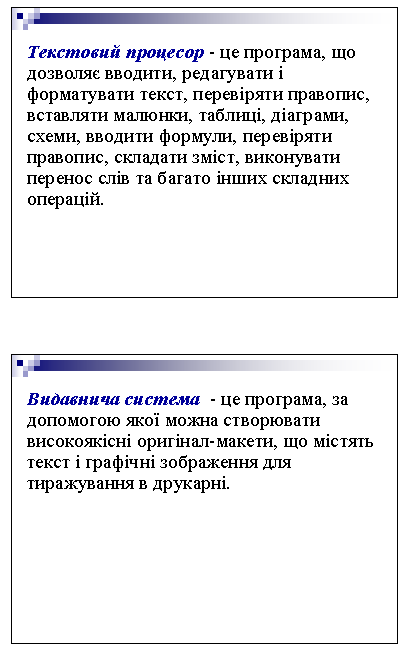 Текстовий процесор - це програма, що
дозволяє вводити, редагувати і
форматувати текст, перевіряти правопис,
вставляти малюнки, таблиці, діаграми,
схеми, вводити формули, перевіряти
правопис, складати зміст, виконувати
перенос слів та багато інших складних
операцій.
Видавнича система - це програма, за
допомогою якої можна створювати
високоякісні оригінал-макети, що містять
текст і графічні зображення для
тиражування в друкарні.